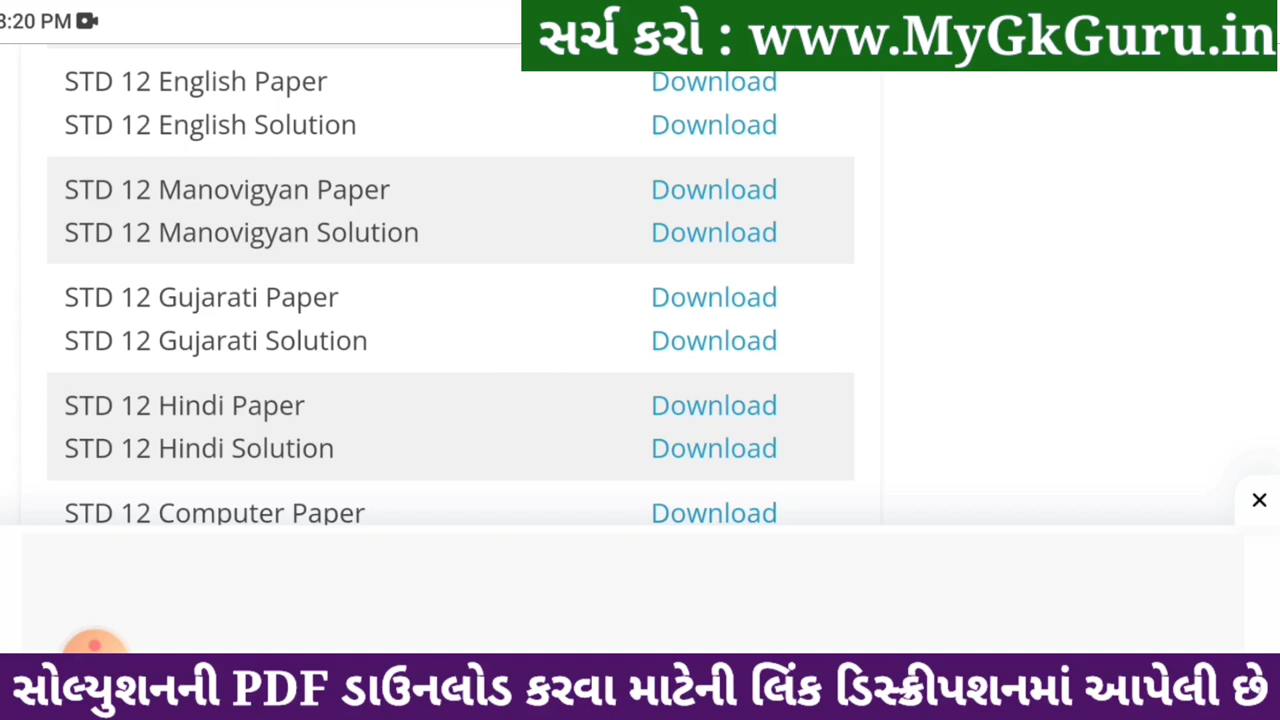 3:20 PM
સર્ચ કરો : www.MyGkGuru.in
STD 12 English Paper Download
STD 12 English Solution Download
STD 12 Manovigyan Paper Download
STD 12 Manovigyan Solution Download
STD 12 Gujarati Paper Download
STD 12 Gujarati Solution Download
STD 12 Hindi Paper Download
STD 12 Hindi Solution Download
STD 12 Computer Paper Download
સોલ્યુશનની PDF ડાઉનલોડ કરવા માટેની લિંક ડિસ્ક્રીપશનમાં આપેલી છે